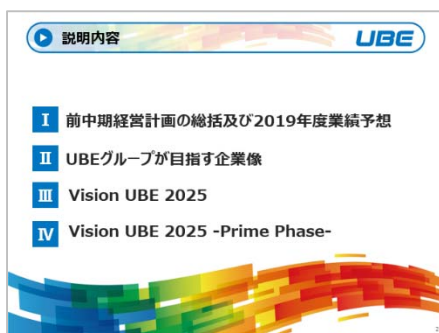 説明内容
UBE
I 前中期経営計画の総括及び2019年度業績予想
II UBEグループが目指す企業像
III Vision UBE 2025
IV Vision UBE 2025 -Prime Phase-
2